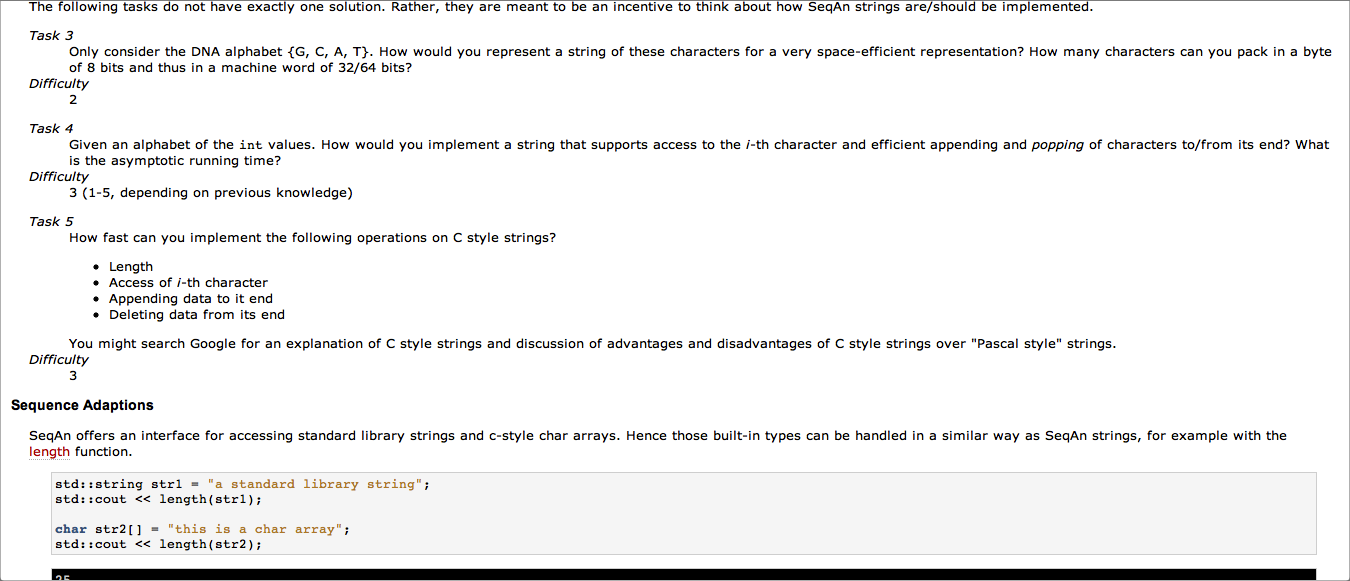 The following tasks do not have exactly one solution. Rather, they are meant to be an incentive to think about how SeqAn strings are/should be implemented.
Task 3
Only consider the DNA alphabet {G, C, A, T}. How would you represent a string of these characters for a very space-efficient representation? How many characters can you pack in a byte
of 8 bits and thus in a machine word of 32/64 bits?
Difficulty
2
Task 4
Given an alphabet of the int values. How would you implement a string that supports access to the i-th character and efficient appending and popping of characters to/from its end? What
is the asymptotic running time?
Difficulty
3 (1-5, depending on previous knowledge)
Task 5
How fast can you implement the following operations on C style strings?
• Length
• Access of i-th character
• Appending data to it end
• Deleting data from its end
You might search Google for an explanation of C style strings and discussion of advantages and disadvantages of C style strings over "Pascal style" strings.
Difficulty
3
Sequence Adaptions
SeqAn offers an interface for accessing standard library strings and c-style char arrays. Hence those built-in types can be handled in a similar way as SeqAn strings, for example with the
length function.
std::string str1 = "a standard library string";
std::cout << length(str1);
char str2[] = "this is a char array";
std::cout << length(str2);
25